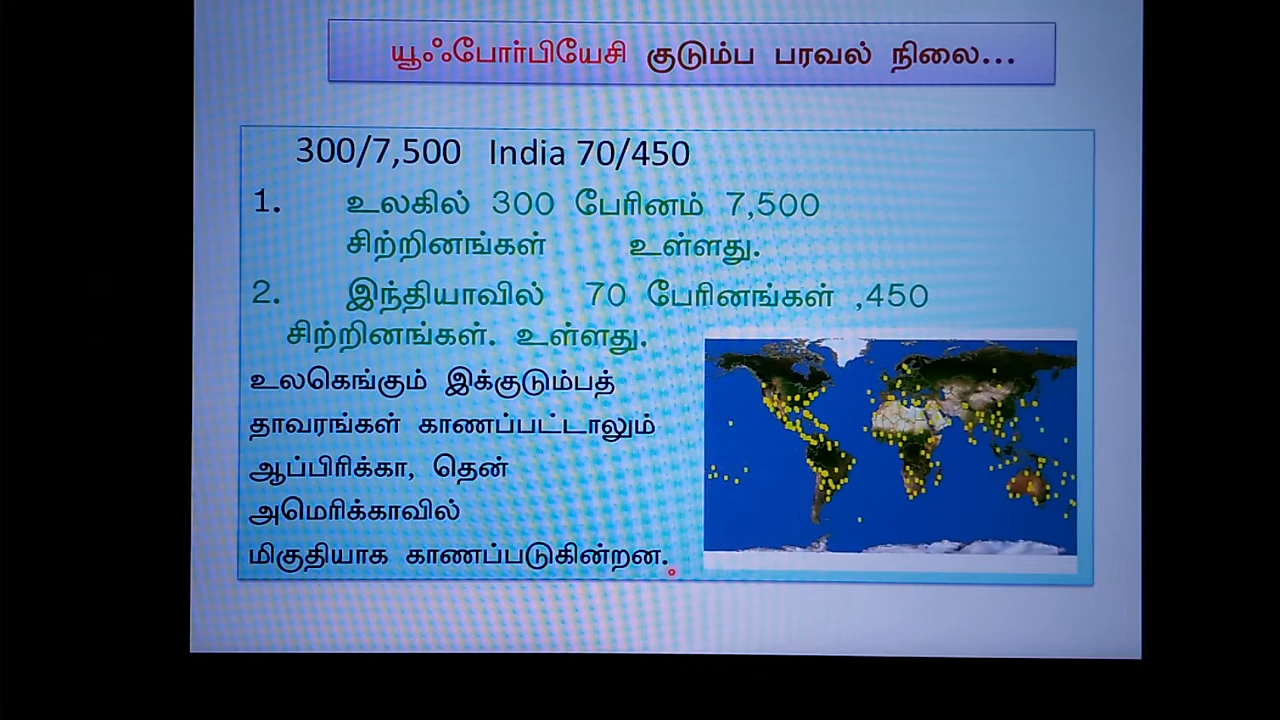 யூஃபோர்பியேசி குடும்ப பரவல் நிலை...
300/7,500 India 70/450
1. உலகில் 300 பேரினம் 7,500
சிற்றினங்கள் உள்ளது.
2. இந்தியாவில் 70 பேரினங்கள் ,450
சிற்றினங்கள். உள்ளது.
உலகெங்கும் இக்குடும்பத்
தாவரங்கள் காணப்பட்டாலும்
ஆப்பிரிக்கா, தென்
அமெரிக்காவில்
மிகுதியாக காணப்படுகின்றன.